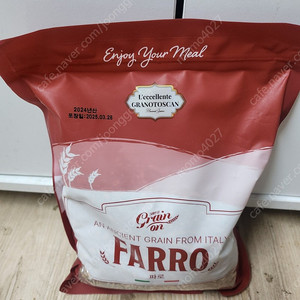 Enjoy Your Meal
L'eccellente
GRANOTOSCAN
2024년산
Grain
on
AN ANCIENT GRAIN FROM ITALY
FARRO